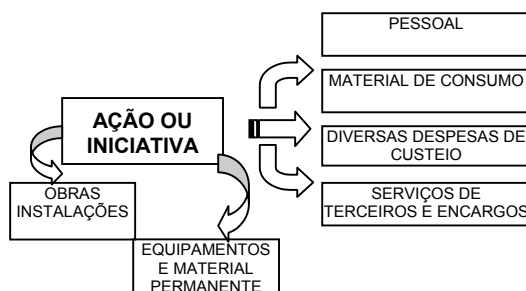 PESSOAL
MATERIAL DE CONSUMO
AÇÃO OU
INICIATIVA
DIVERSAS DESPESAS DE
CUSTEIO
OBRAS
INSTALAÇÕES
SERVIÇOS DE
TERCEIROS E ENCARGOS
EQUIPAMENTOS
E MATERIAL
PERMANENTE